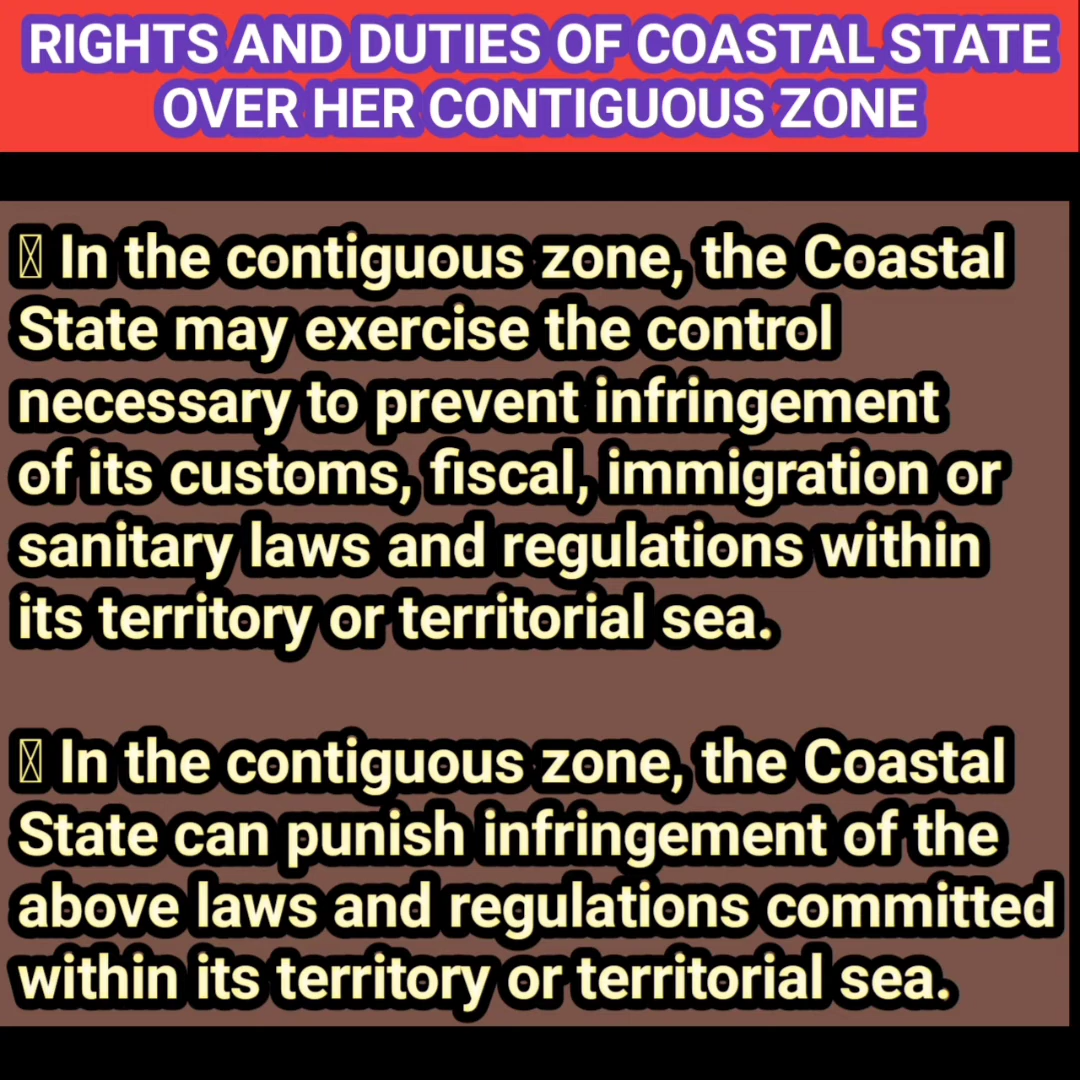 RIGHTS AND DUTIES OF COASTAL STATE
OVER HER CONTIGUOUS ZONE
In the contiguous zone, the Coastal
State may exercise the control
necessary to prevent infringement
of its customs, fiscal, immigration or
sanitary laws and regulations within
its territory or territorial sea.
In the contiguous zone, the Coastal
State can punish infringement of the
above laws and regulations committed
within its territory or territorial sea.